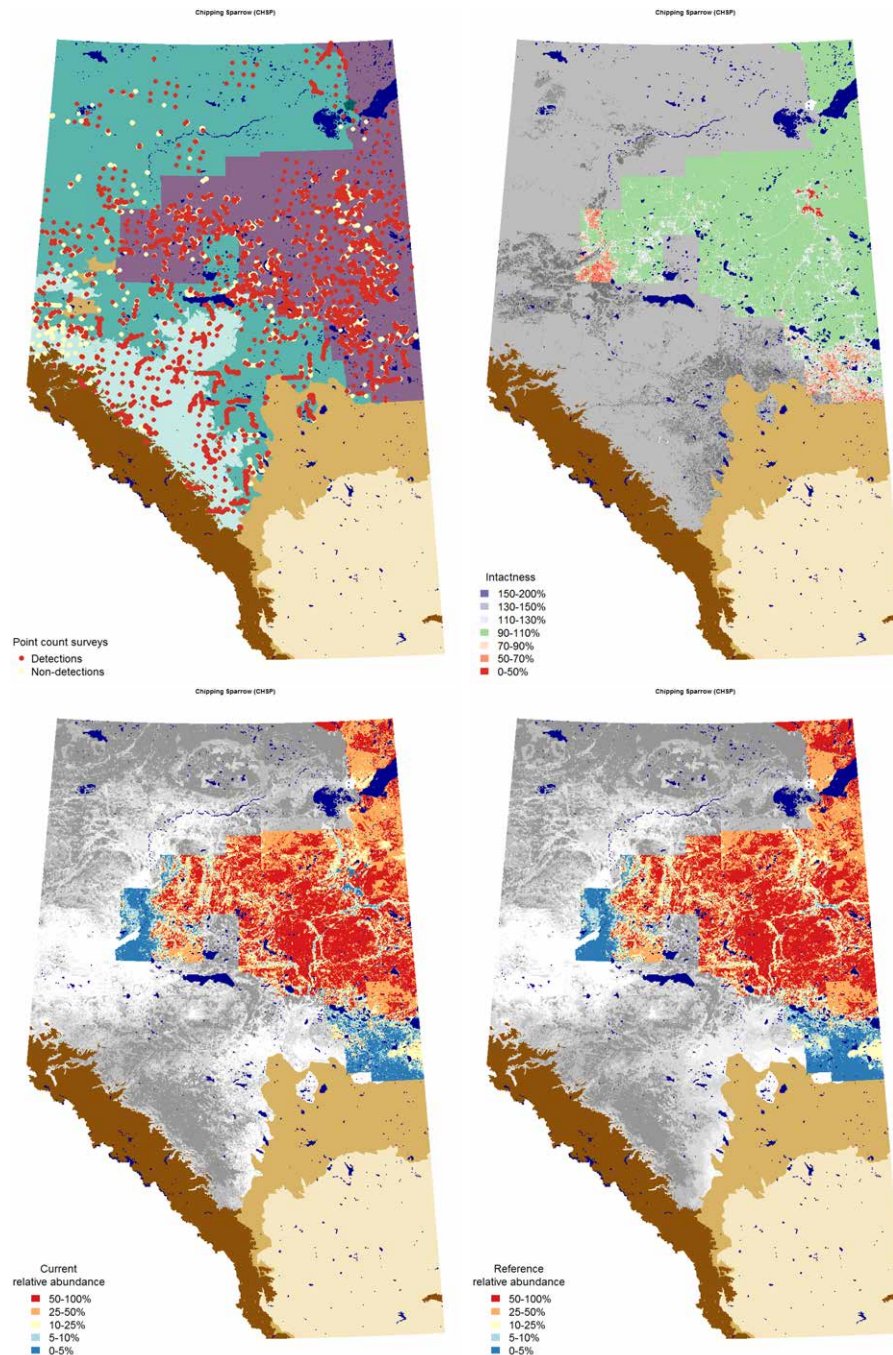 Chipping Sparrow (CHSP)
Point count surveys
Detections
Non-detections
Chipping Sparrow (CHSP)
Intactness
150-200%
130-150%
110-130%
90-110%
70-90%
50-70%
0-50%
Chipping Sparrow (CHSP)
Current
relative abundance
50-100%
25-50%
10-25%
5-10%
0-5%
Chipping Sparrow (CHSP)
Reference
relative abundance
50-100%
25-50%
10-25%
5-10%
0-5%